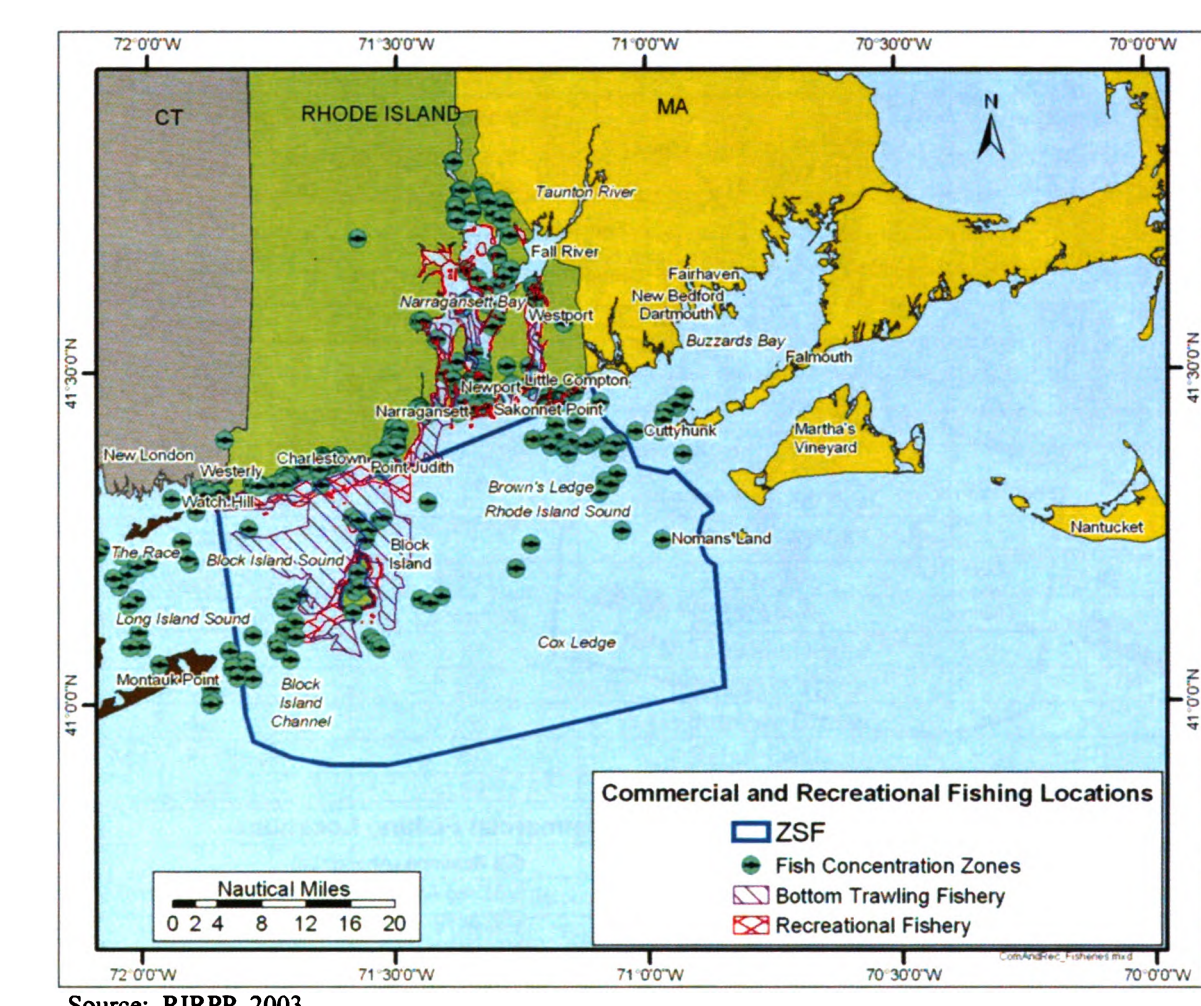 72°0'0"W 71°30'0"W 71°0'0"W 70°30'0"W 70°0'0"W
CT
RHODE ISLAND
MA
N
Taunton River
Fall River
Fairhaven
Narragansett Bay
New Bedford
Westport
Dartmouth
Buzzards Bay
Falmouth
41°30'0"N
41°30'0"N
Newport
Little Compton
Narragansett
Sakonnet Point
Cuttyhunk
Martha's
Vineyard
New London
Westerly
Charlestown
Point Judith
Watch Hill
Brown's Ledge
Rhode Island Sound
Nantucket
Nomans Land
The Race
Block Island Sound
Block
Island
Long Island Sound
Cox Ledge
Montauk Point
Block
Island
Channel
41°0'0"N
41°0'0"N
Commercial and Recreational Fishing Locations
ZSF
Fish Concentration Zones
Bottom Trawling Fishery
Recreational Fishery
Nautical Miles
0 2 4 8 12 16 20
ComAndRec_Fisheries.mxd
72°0'0"W 71°30'0"W 71°0'0"W 70°30'0"W 70°0'0"W
Source: RIRPP, 2003